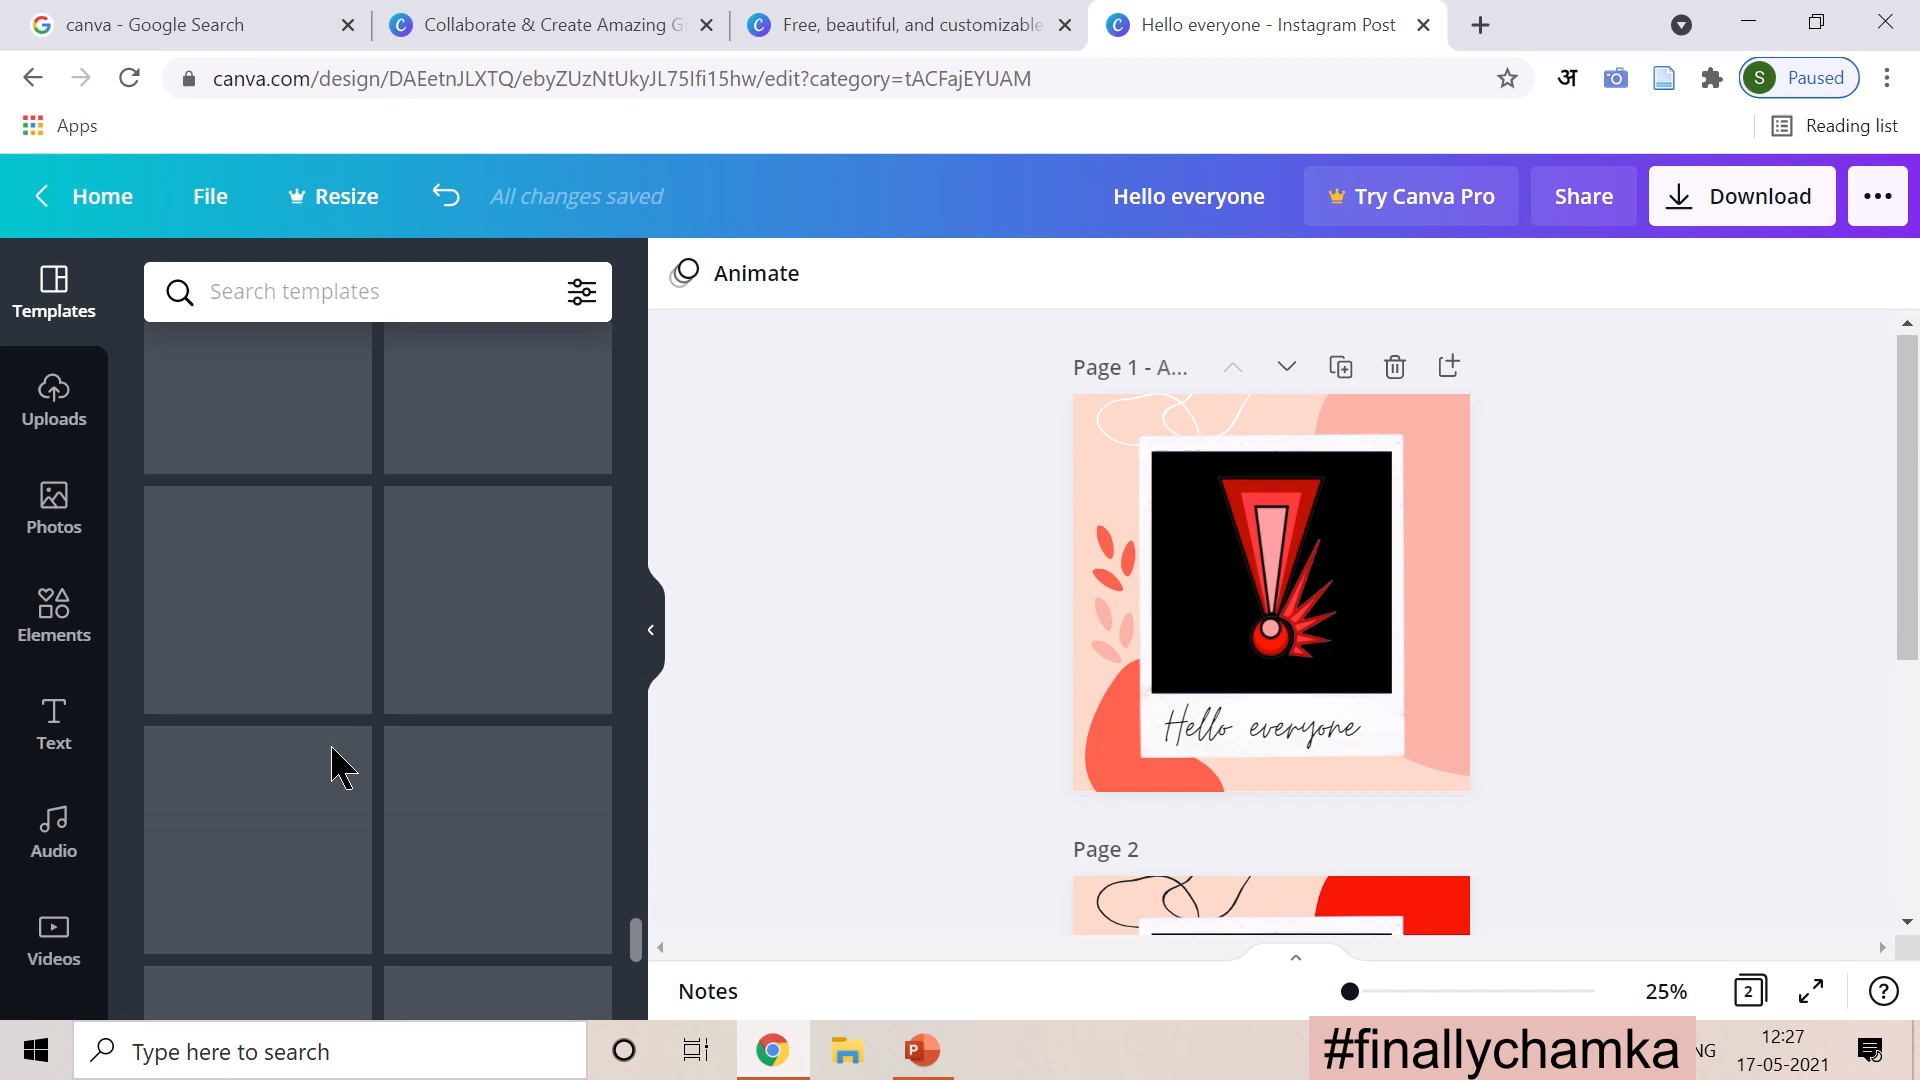 canva - Google Search
Collaborate & Create Amazing G
Free, beautiful, and customizable
Hello everyone - Instagram Post
canva.com/design/DAEetnJLXTQ/ebyZUzNtUkyJL75lfi15hw/edit?category=tACFajEYUAM
अ
S Paused
Apps
Reading list
Home
File
Resize
All changes saved
Hello everyone
Try Canva Pro
Share
Download
Templates
Search templates
Animate
Uploads
Page 1 - A...
Photos
Elements
Text
Hello everyone
Audio
Page 2
Videos
Notes
25%
2
?
Type here to search
#finallychamka
NG
12:27
17-05-2021